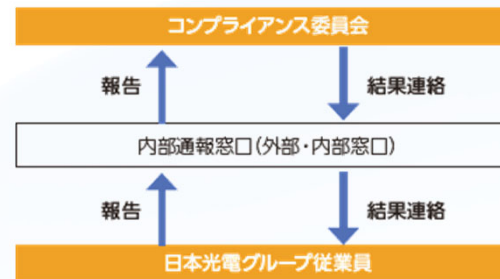 コンプライアンス委員会
報告
結果連絡
内部通報窓口(外部・内部窓口)
報告
結果連絡
日本光電グループ従業員